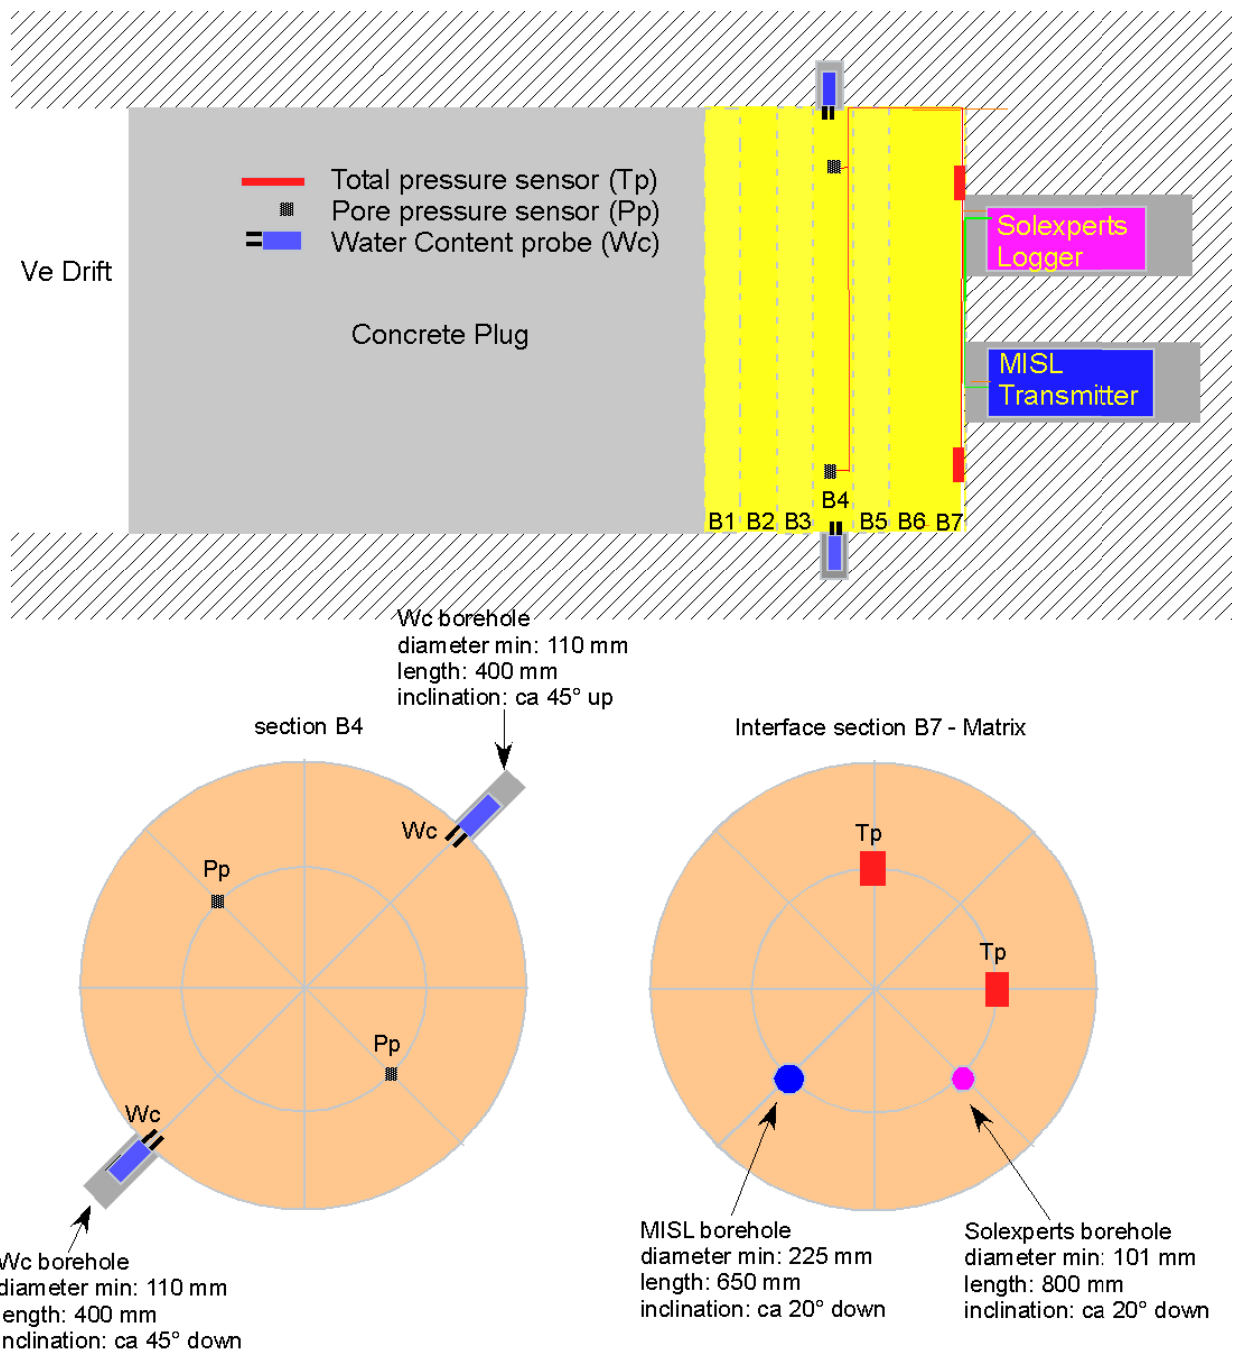 Total pressure sensor (Tp)
Pore pressure sensor (Pp)
Water Content probe (Wc)
Ve Drift
Concrete Plug
Solexperts
Logger
MISL
Transmitter
B4
B1 B2 B3 B5 B6 B7
Wc borehole
diameter min: 110 mm
length: 400 mm
inclination: ca 45° up
section B4
Interface section B7 - Matrix
Wc
Pp
Pp
Wc
Tp
Tp
Wc borehole
diameter min: 110 mm
length: 400 mm
inclination: ca 45° down
MISL borehole
diameter min: 225 mm
length: 650 mm
inclination: ca 20° down
Solexperts borehole
diameter min: 101 mm
length: 800 mm
inclination: ca 20° down